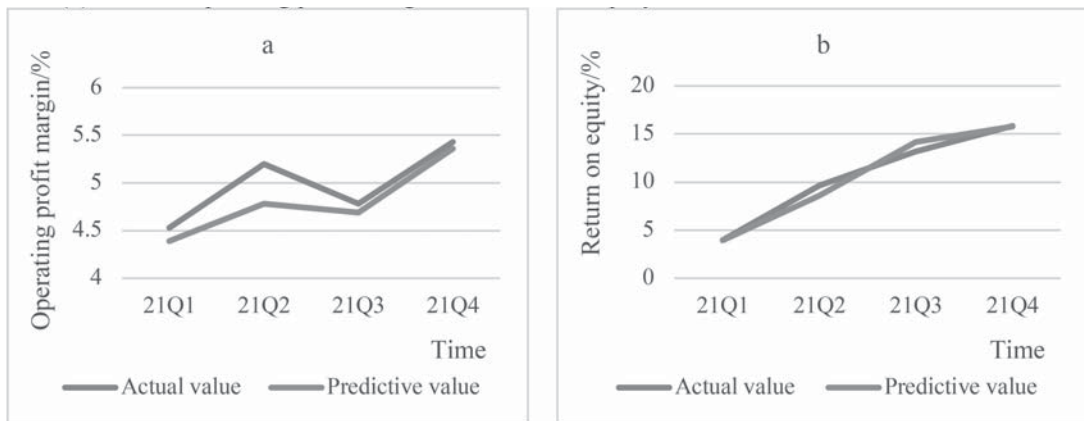 a
Operating profit margin/%
6
5.5
5
4.5
4
21Q1 21Q2 21Q3 21Q4
Time
Actual value Predictive value
b
Return on equity/%
20
15
10
5
0
21Q1 21Q2 21Q3 21Q4
Time
Actual value Predictive value